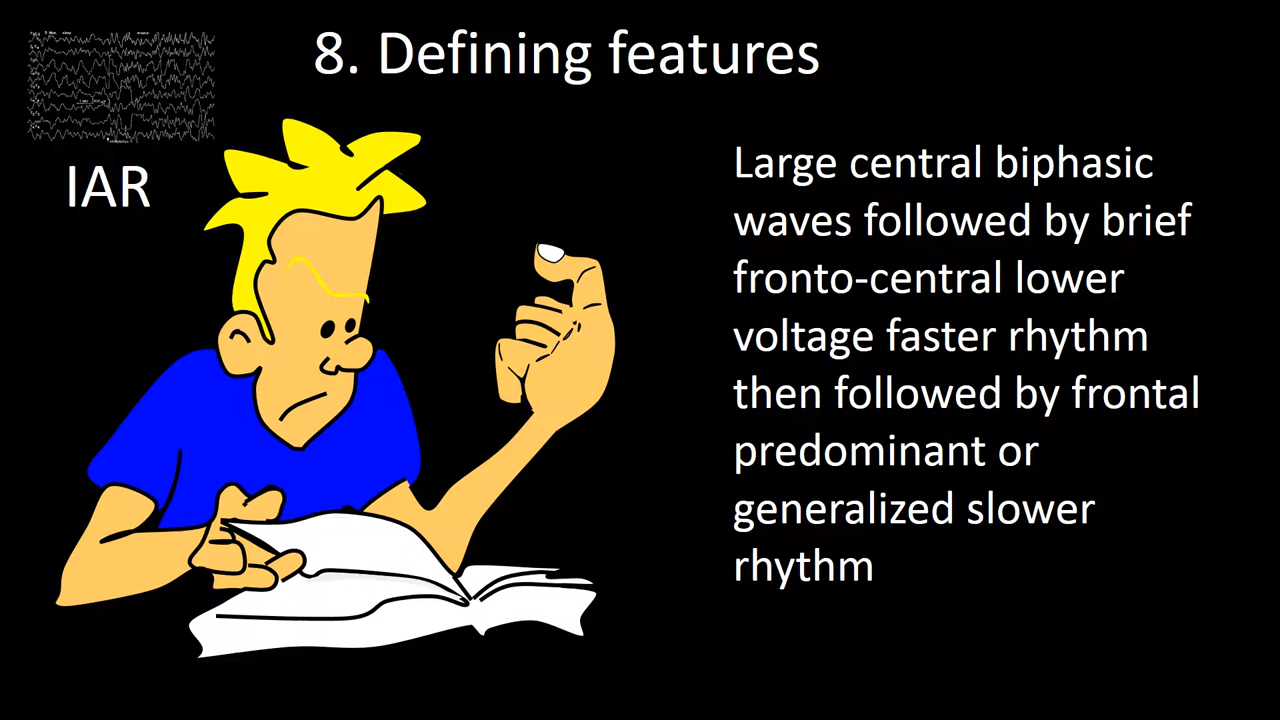 8. Defining features
IAR
Large central biphasic
waves followed by brief
fronto-central lower
voltage faster rhythm
then followed by frontal
predominant or
generalized slower
rhythm